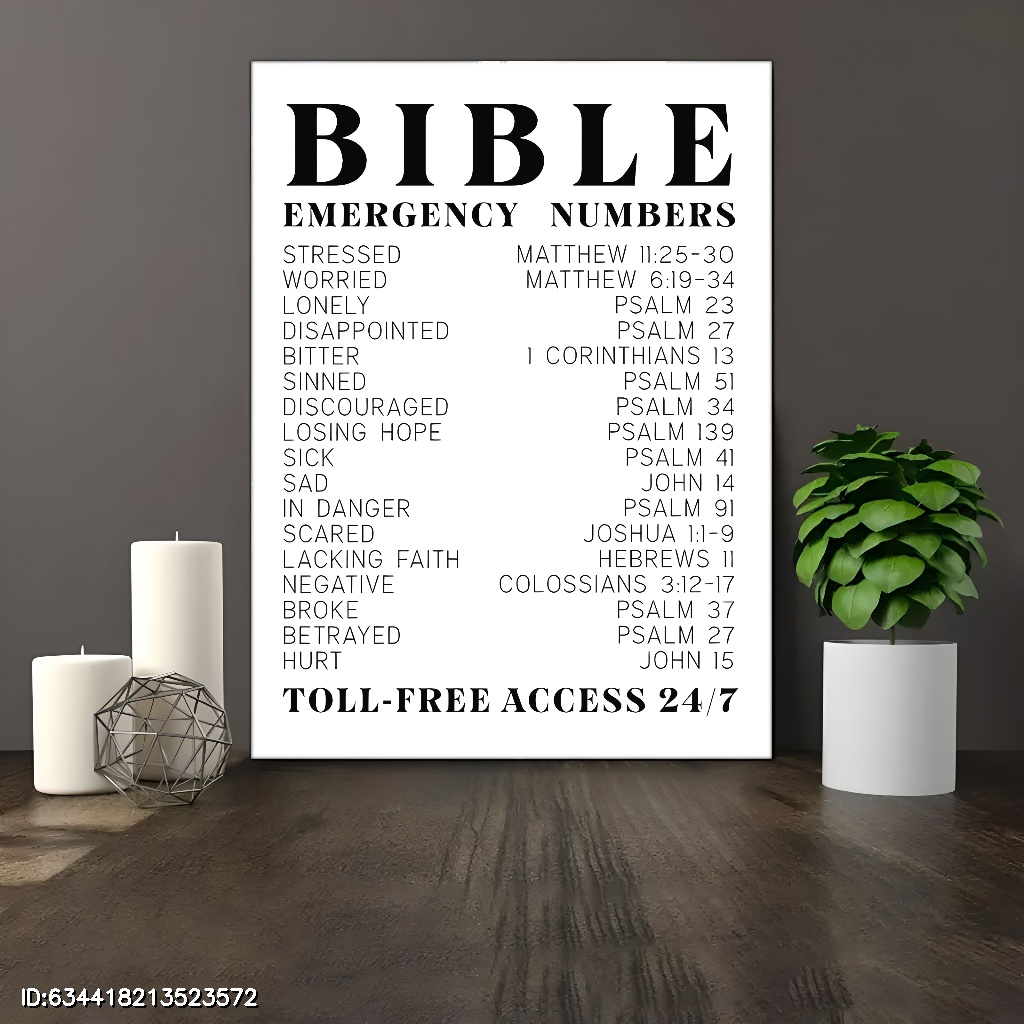 BIBLE
EMERGENCY NUMBERS
STRESSED MATTHEW 11:25-30
WORRIED MATTHEW 6:19-34
LONELY PSALM 23
DISAPPOINTED PSALM 27
BITTER 1 CORINTHIANS 13
SINNED PSALM 51
DISCOURAGED PSALM 34
LOSING HOPE PSALM 139
SICK PSALM 41
SAD JOHN 14
IN DANGER PSALM 91
SCARED JOSHUA 1:1-9
LACKING FAITH HEBREWS 11
NEGATIVE COLOSSIANS 3:12-17
BROKE PSALM 37
BETRAYED PSALM 27
HURT JOHN 15
TOLL-FREE ACCESS 24/7
ID:634418213523572